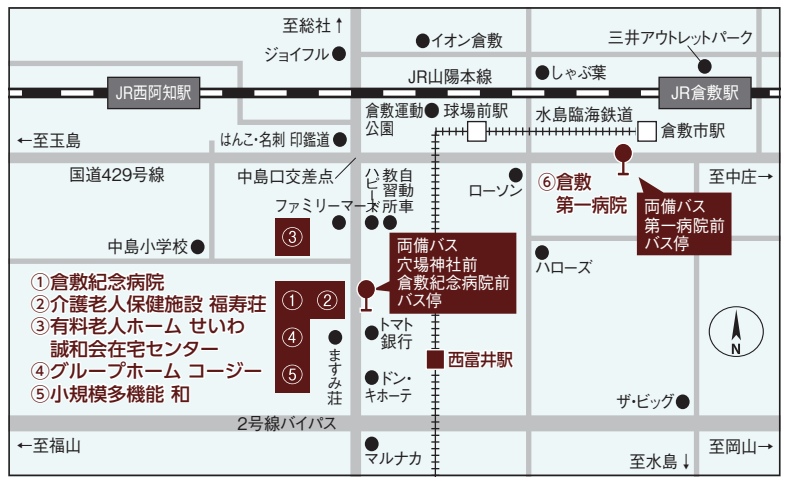 至総社↑
ジョイフル
イオン倉敷
三井アウトレットパーク
JR山陽本線
しゃぶ葉
JR西阿知駅
JR倉敷駅
倉敷運動
公園
球場前駅
水島臨海鉄道
倉敷市駅
←至玉島
はんこ・名刺 印鑑道
国道429号線
中島口交差点
ハピーマーズ
教習所
自動車
ローソン
⑥倉敷
第一病院
至中庄→
ファミリーマート
両備バス
第一病院前
バス停
③
中島小学校
両備バス
穴場神社前
倉敷紀念病院前
バス停
ハローズ
①倉敷紀念病院
②介護老人保健施設 福寿荘
③有料老人ホーム せいわ
誠和会在宅センター
④グループホーム コージー
⑤小規模多機能 和
①
②
④
⑤
ますみ荘
トマト
銀行
西富井駅
ドン・
キホーテ
N
ザ・ビッグ
2号線バイパス
←至福山
マルナカ
至水島↓
至岡山→